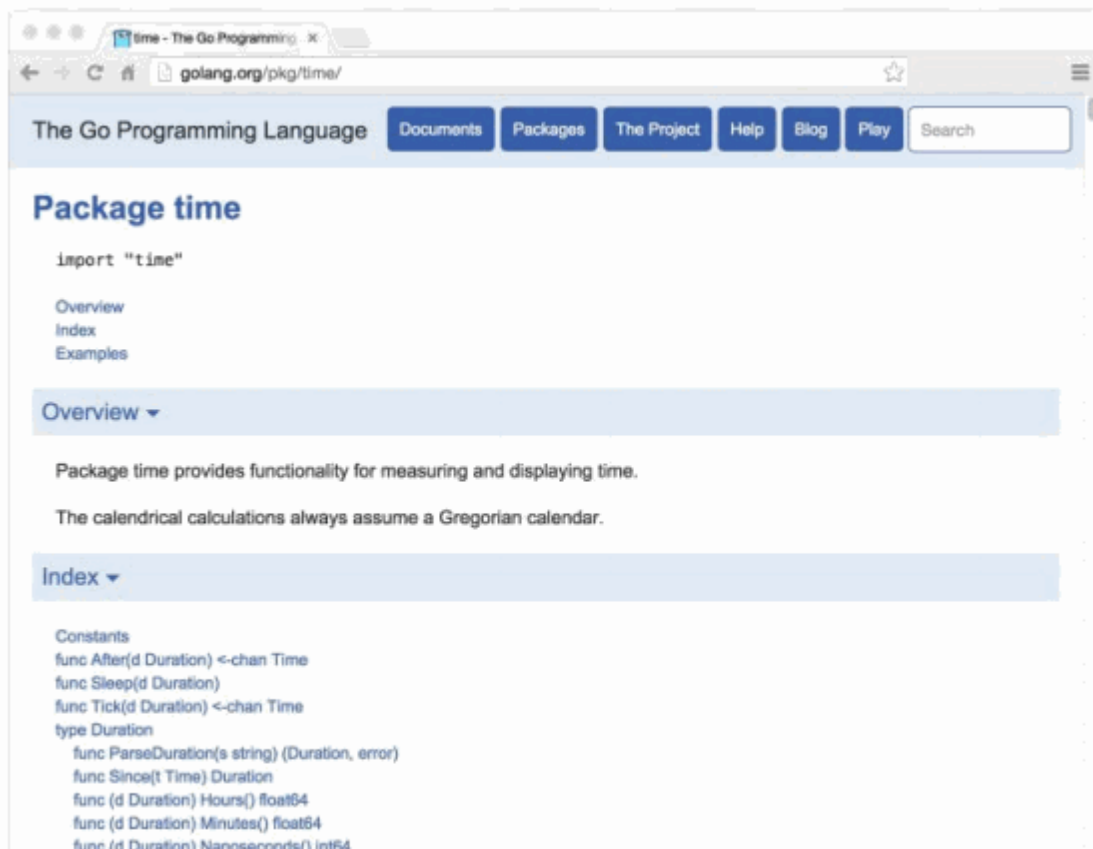 time - The Go Programming
golang.org/pkg/time/
The Go Programming Language
Documents
Packages
The Project
Help
Blog
Play
Search
Package time
import "time"
Overview
Index
Examples
Overview
Package time provides functionality for measuring and displaying time.
The calendrical calculations always assume a Gregorian calendar.
Index
Constants
func After(d Duration) <-chan Time
func Sleep(d Duration)
func Tick(d Duration) <-chan Time
type Duration
func ParseDuration(s string) (Duration, error)
func Since(t Time) Duration
func (d Duration) Hours() float64
func (d Duration) Minutes() float64
func (d Duration) Nanoseconds() int64